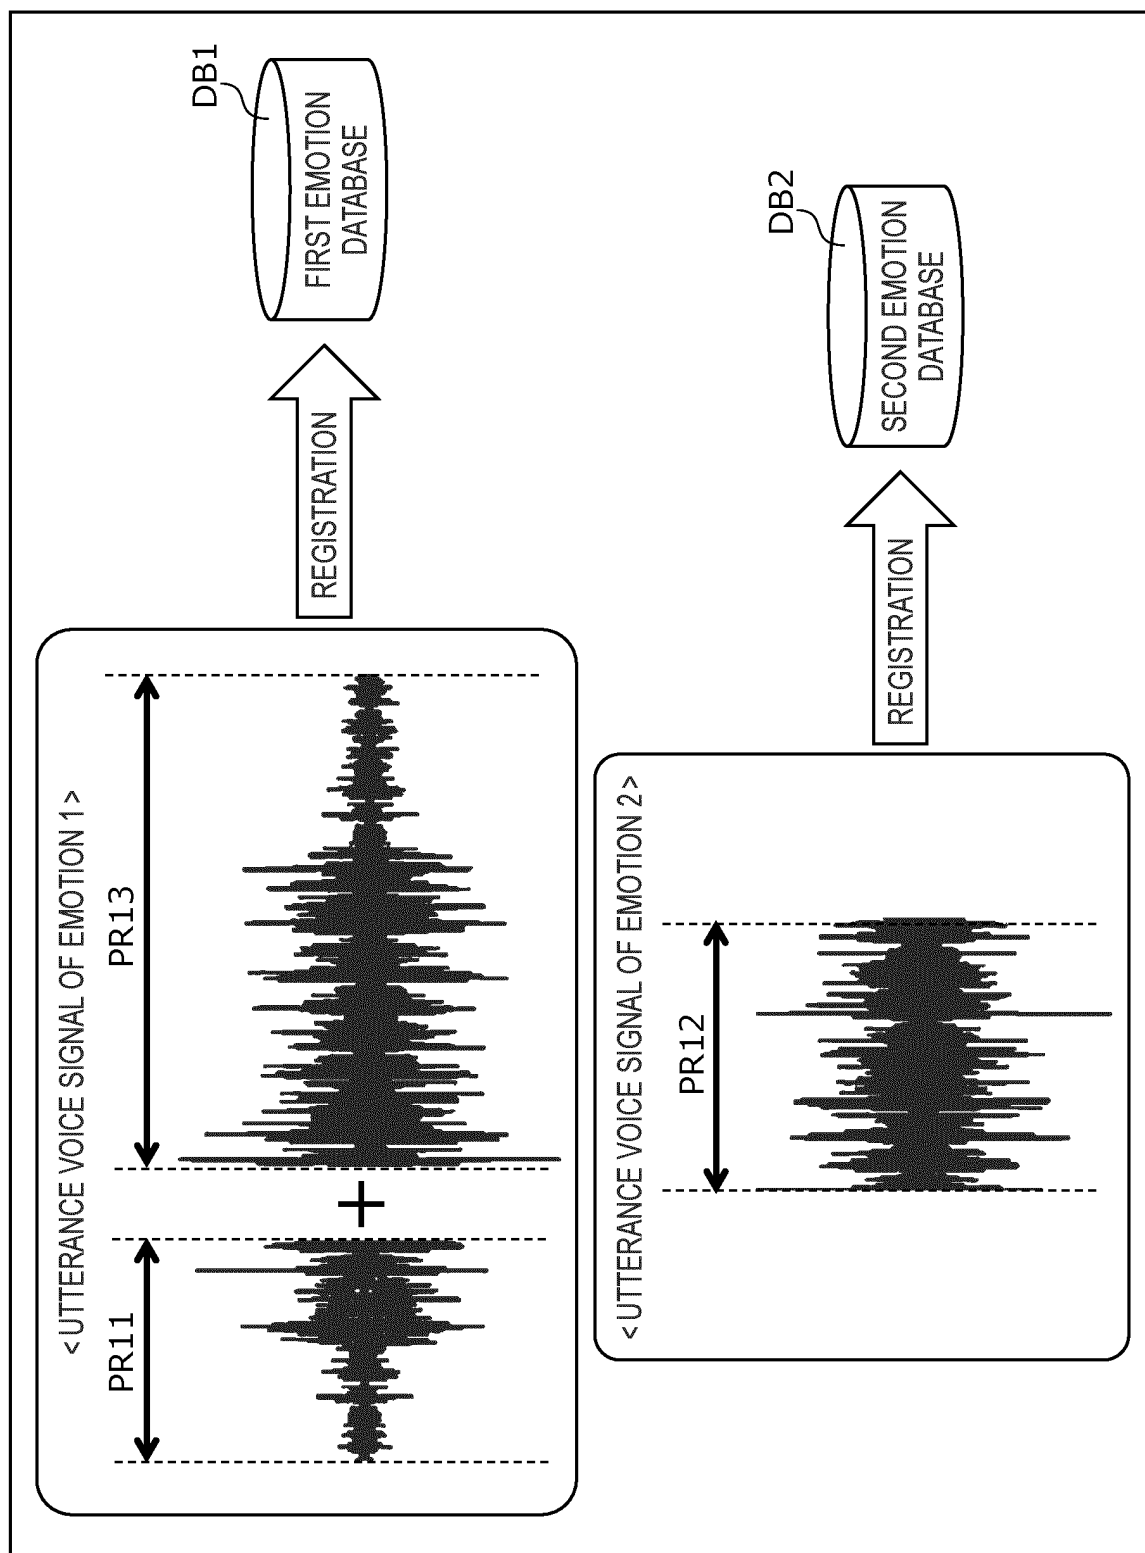 <UTTERANCE VOICE SIGNAL OF EMOTION 1>
PR11
PR13
+
REGISTRATION
DB1
FIRST EMOTION
DATABASE
<UTTERANCE VOICE SIGNAL OF EMOTION 2>
PR12
REGISTRATION
DB2
SECOND EMOTION
DATABASE